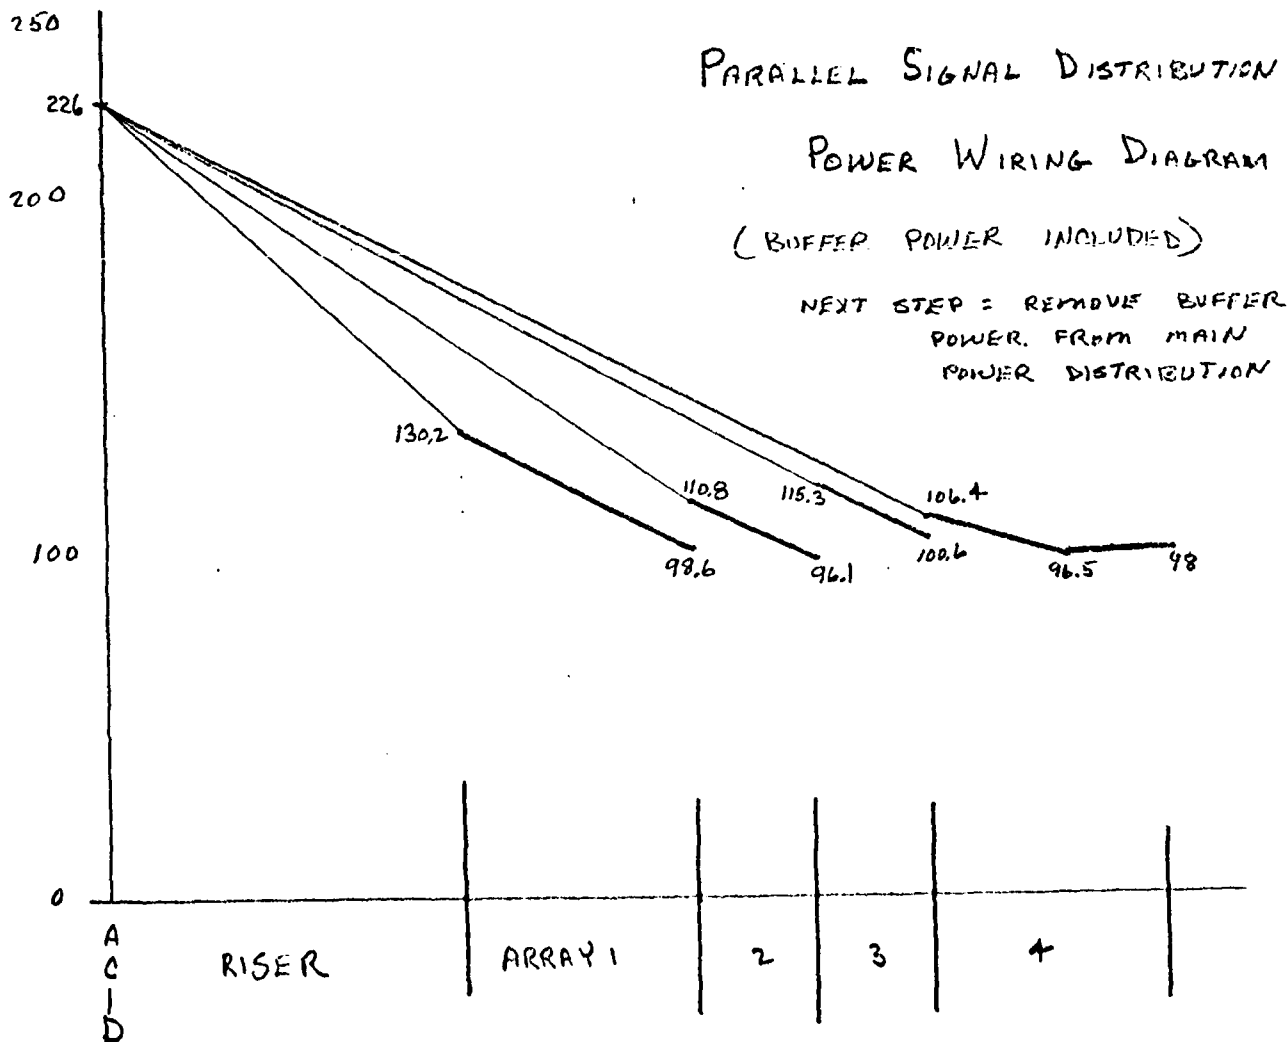 250
226
200
100
0
PARALLEL SIGNAL DISTRIBUTION
POWER WIRING DIAGRAM
(BUFFER POWER INCLUDED)
NEXT STEP = REMOVE BUFFER
POWER FROM MAIN
POWER DISTRIBUTION
130.2
98.6
110.8
96.1
115.3
100.6
106.4
96.5
98
A
C
I
D
RISER
ARRAY 1
2
3
4